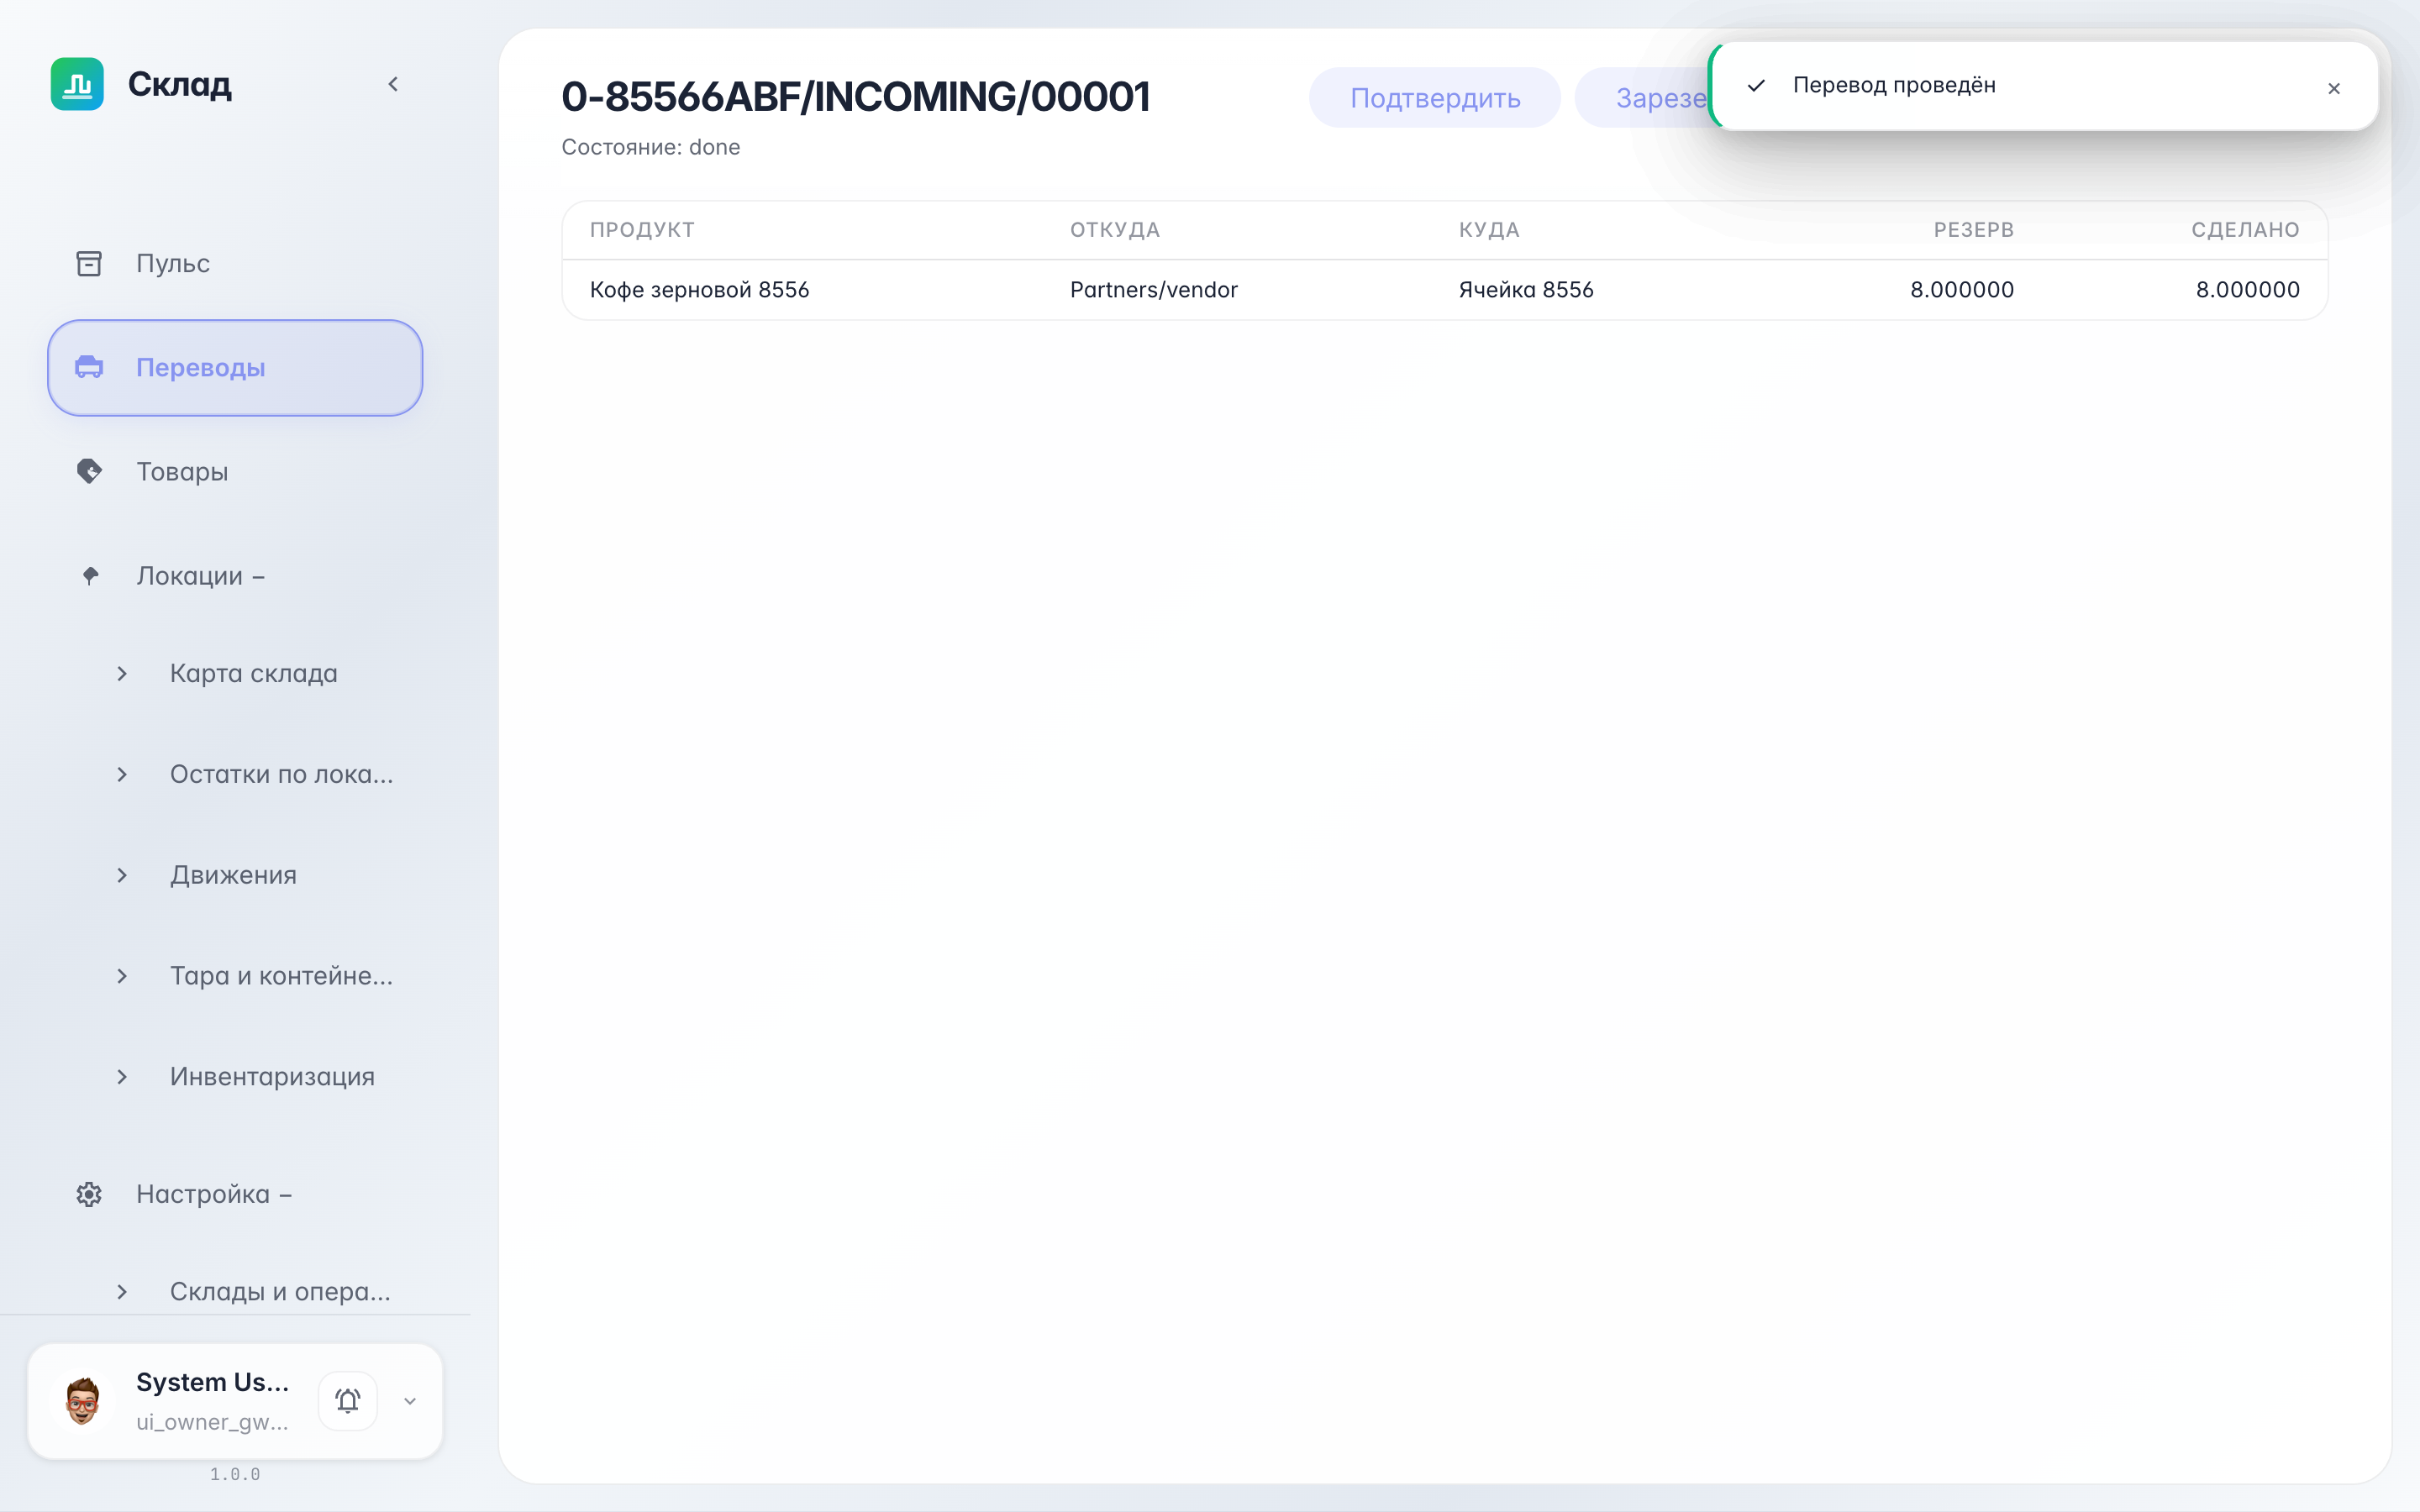 Склад
Пульс
Переводы
Товары
Локации –
Карта склада
Остатки по лока...
Движения
Тара и контейне...
Инвентаризация
Настройка –
Склады и опера...
System Us...
ui_owner_gw...
1.0.0
0-85566ABF/INCOMING/00001
Состояние: done
Подтвердить
Зарезе
Перевод проведён
ПРОДУКТ ОТКУДА КУДА РЕЗЕРВ СДЕЛАНО
Кофе зерновой 8556 Partners/vendor Ячейка 8556 8.000000 8.000000